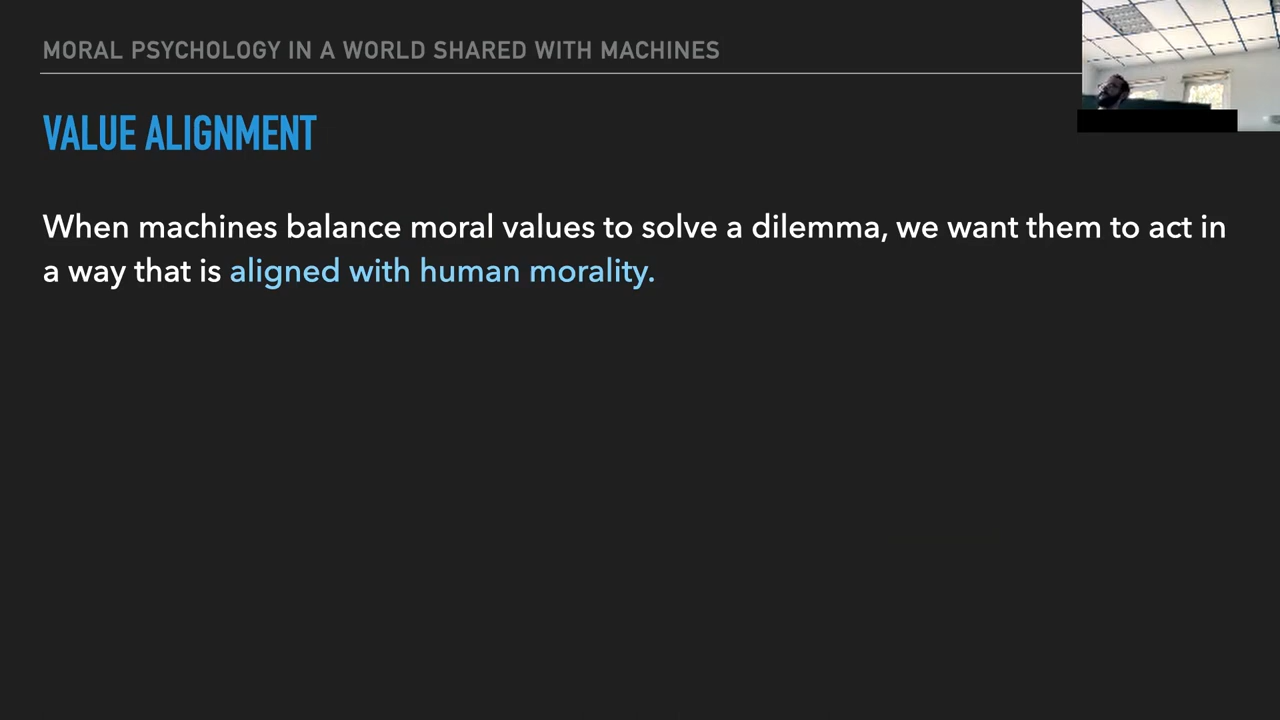 MORAL PSYCHOLOGY IN A WORLD SHARED WITH MACHINES
VALUE ALIGNMENT
When machines balance moral values to solve a dilemma, we want them to act in
a way that is aligned with human morality.